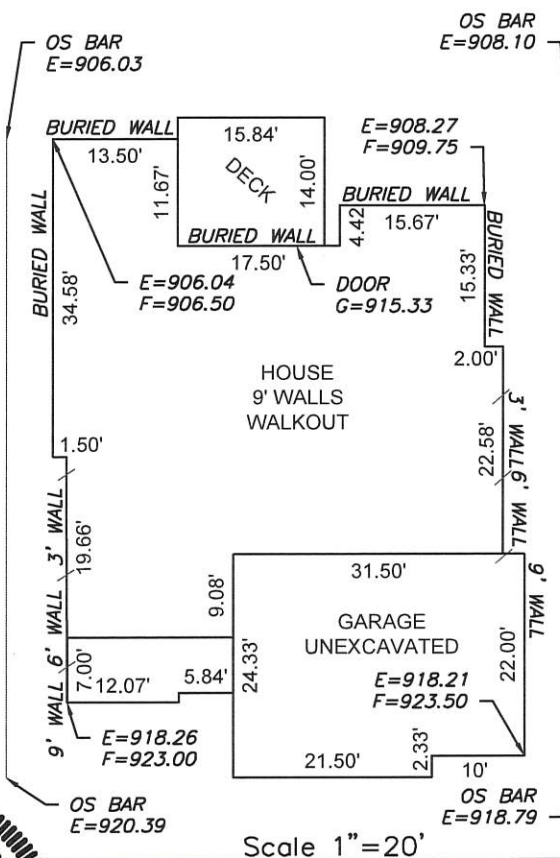 OS BAR
E=906.03
OS BAR
E=908.10
BURIED WALL
13.50'
15.84'
DECK
11.67'
14.00'
E=908.27
F=909.75
BURIED WALL
15.67'
4.42
BURIED WALL
17.50'
BURIED WALL
34.58'
E=906.04
F=906.50
DOOR
G=915.33
BURIED WALL
15.33'
2.00'
HOUSE
9' WALLS
WALKOUT
3' WALL
22.58'
6' WALL
1.50'
3' WALL
19.66'
31.50'
9.08'
9' WALL
GARAGE
UNEXCAVATED
22.00'
6' WALL
7.00'
12.07'
5.84'
24.33'
E=918.21
F=923.50
9' WALL
E=918.26
F=923.00
21.50'
2.33'
10'
OS BAR
E=920.39
OS BAR
E=918.79
Scale 1"=20'